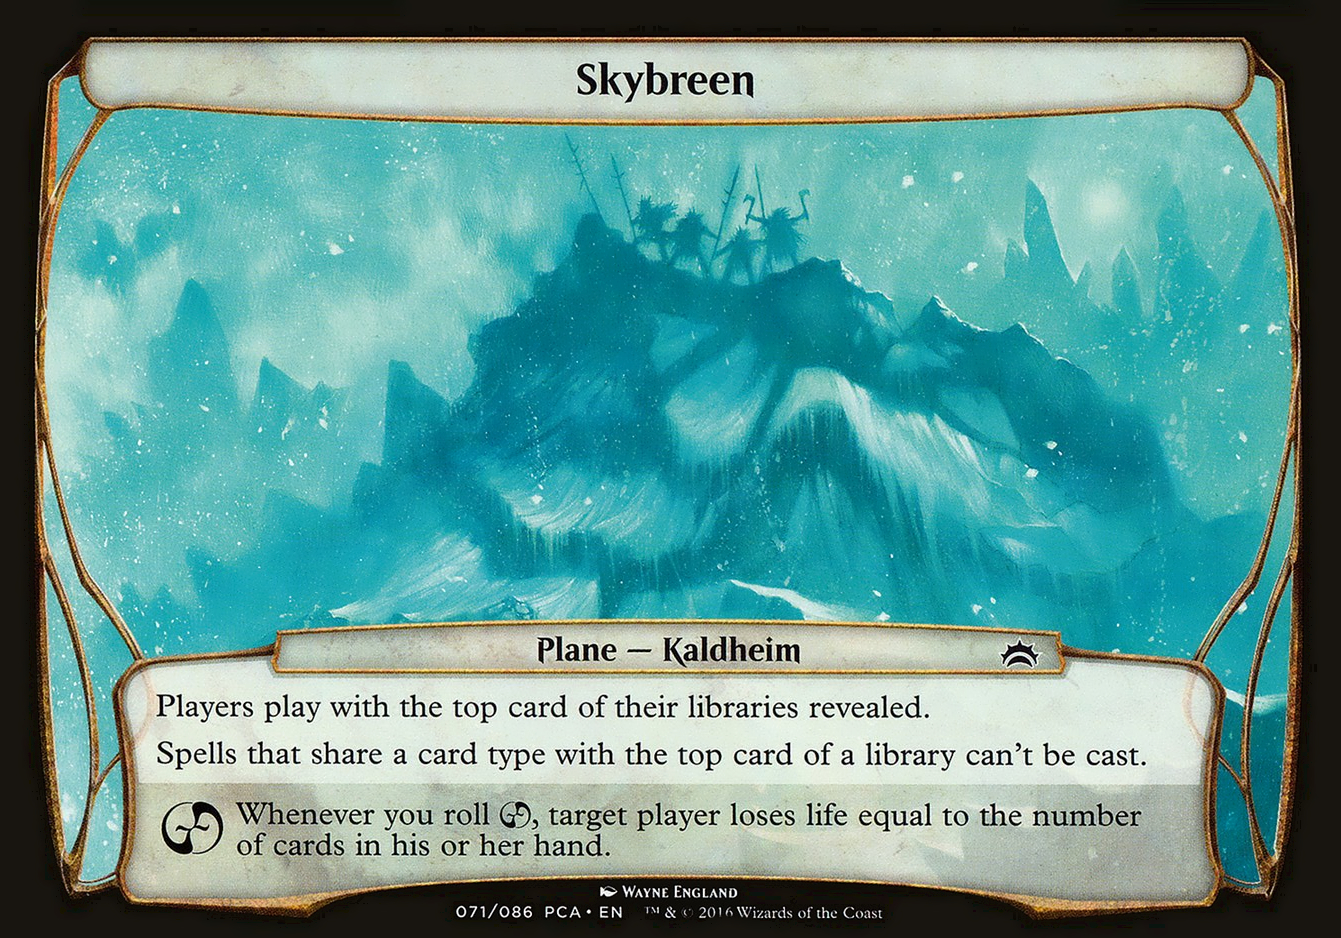 Skybreen
Plane — Kaldheim
Players play with the top card of their libraries revealed.
Spells that share a card type with the top card of a library can't be cast.
Whenever you roll , target player loses life equal to the number
of cards in his or her hand.
Wayne England
071/086 PCA • EN ™ & © 2016 Wizards of the Coast